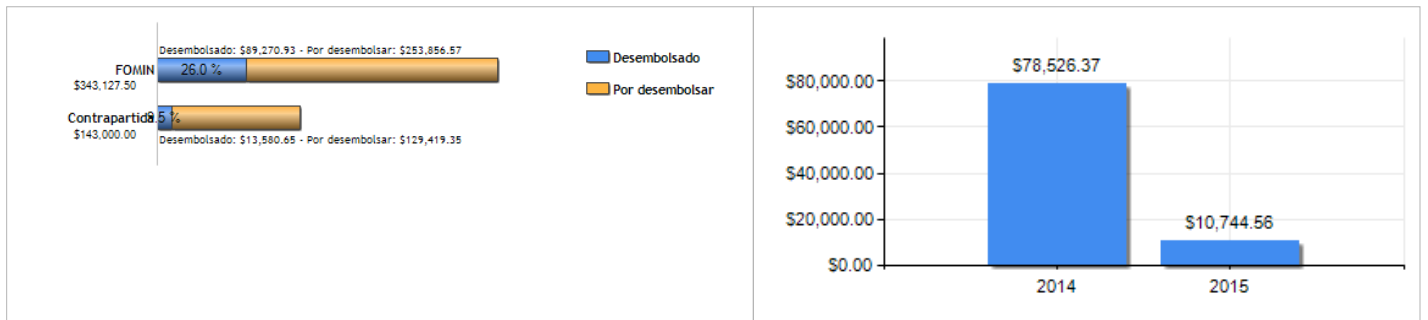 Desembolsado: $89,270.93 - Por desembolsar: $253,856.57
FOMIN
26.0 %
$343,127.50
Contrapartida
9.5 %
$143,000.00
Desembolsado: $13,580.65 - Por desembolsar: $129,419.35
Desembolsado
Por desembolsar
$80,000.00
$60,000.00
$40,000.00
$20,000.00
$0.00
$78,526.37
$10,744.56
2014
2015